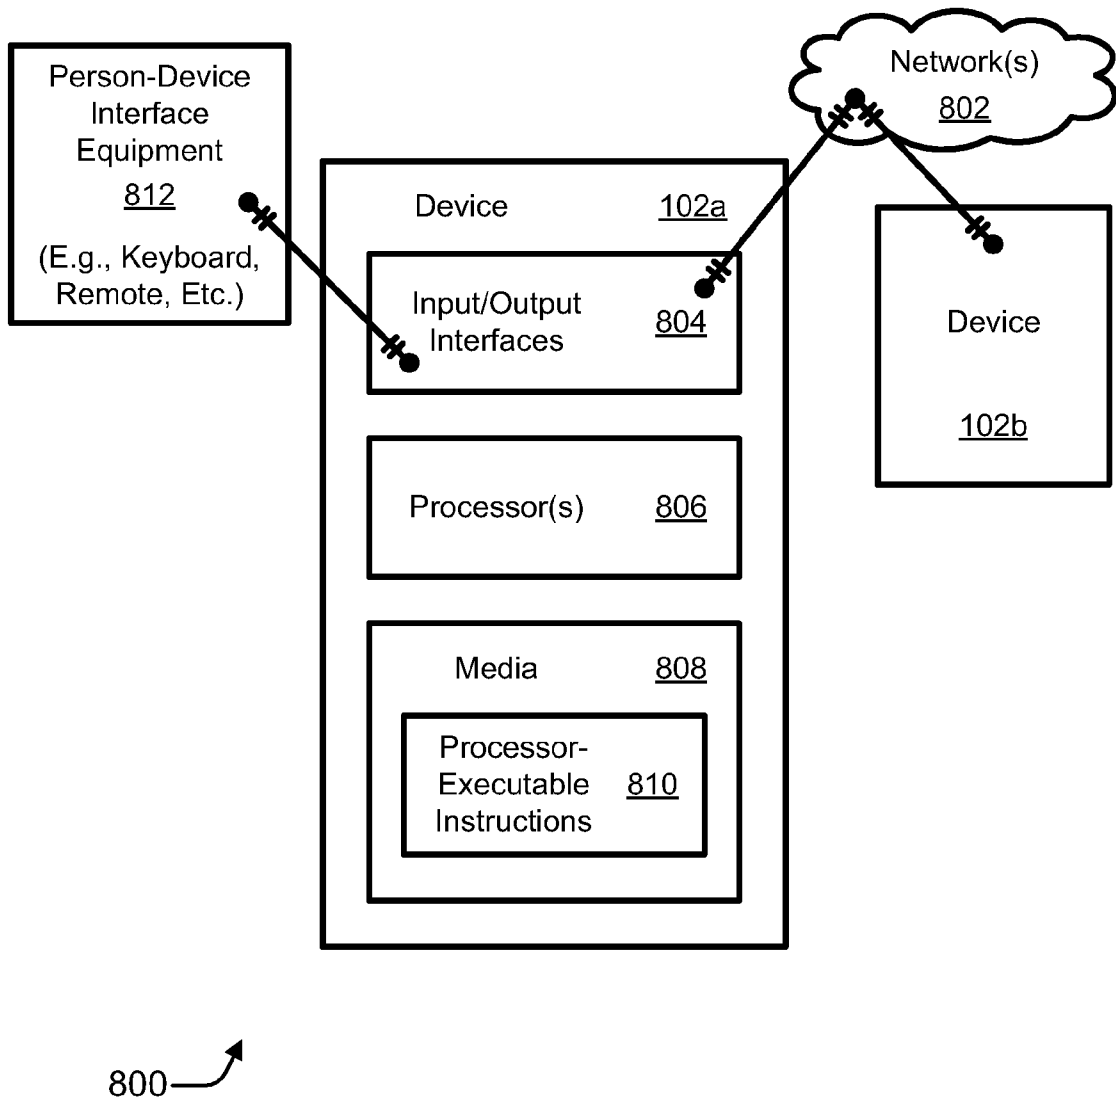 Person-Device
Interface
Equipment
812
(E.g., Keyboard,
Remote, Etc.)
Network(s)
802
Device 102a
Input/Output
Interfaces
804
Device
102b
Processor(s) 806
Media 808
Processor-
Executable
Instructions
810
800